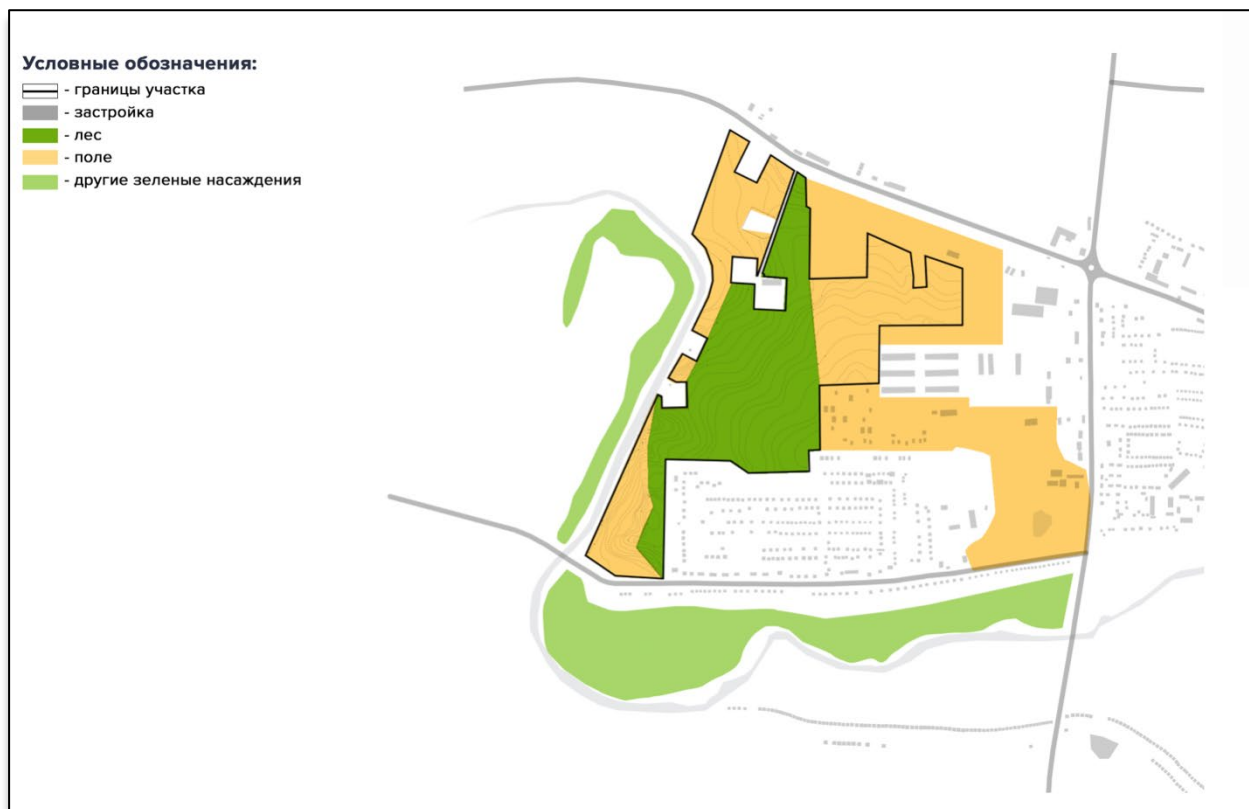 Условные обозначения:
- границы участка
- застройка
- лес
- поле
- другие зеленые насаждения